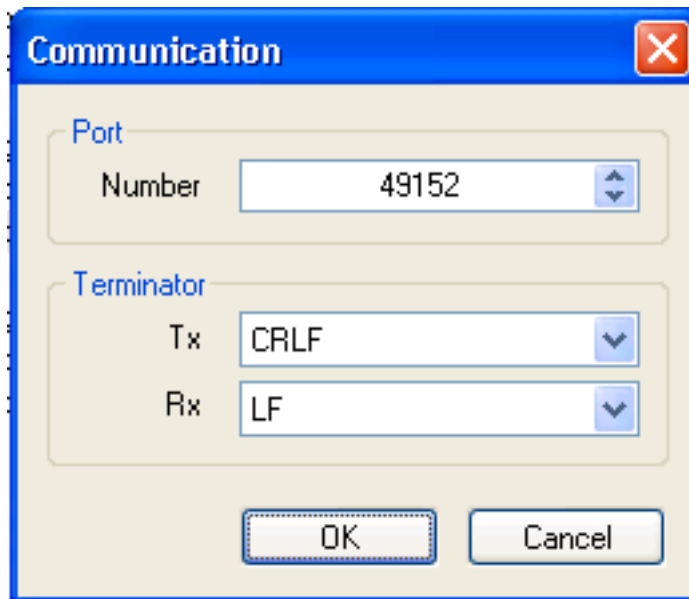 Communication
Port
Number 49152
Terminator
Tx CRLF
Rx LF
OK Cancel